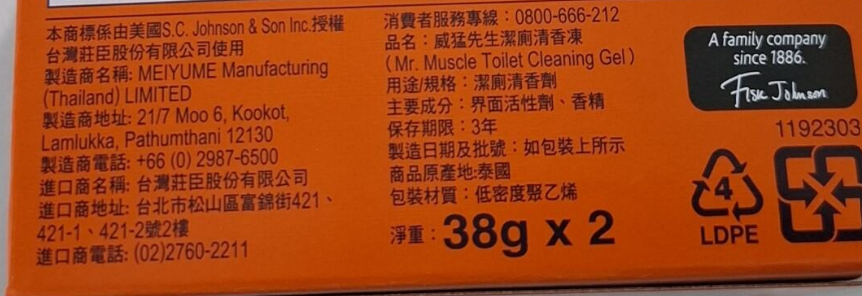 本商標係由美國S.C. Johnson & Son Inc.授權
台灣莊臣股份有限公司使用
製造商名稱: MEIYUME Manufacturing
(Thailand) LIMITED
製造商地址: 21/7 Moo 6, Kookot,
Lamlukka, Pathumthani 12130
製造商電話: +66 (0) 2987-6500
進口商名稱: 台灣莊臣股份有限公司
進口商地址: 台北市松山區富錦街421、
421-1、421-2號2樓
進口商電話: (02)2760-2211
消費者服務專線：0800-666-212
品名：威猛先生潔廁清香凍
(Mr. Muscle Toilet Cleaning Gel)
用途/規格：潔廁清香劑
主要成分：界面活性劑、香精
保存期限：3年
製造日期及批號：如包裝上所示
商品原產地:泰國
包裝材質：低密度聚乙烯
淨重：38g x 2
A family company
since 1886.
Fisk Johnson
1192303
4
LDPE